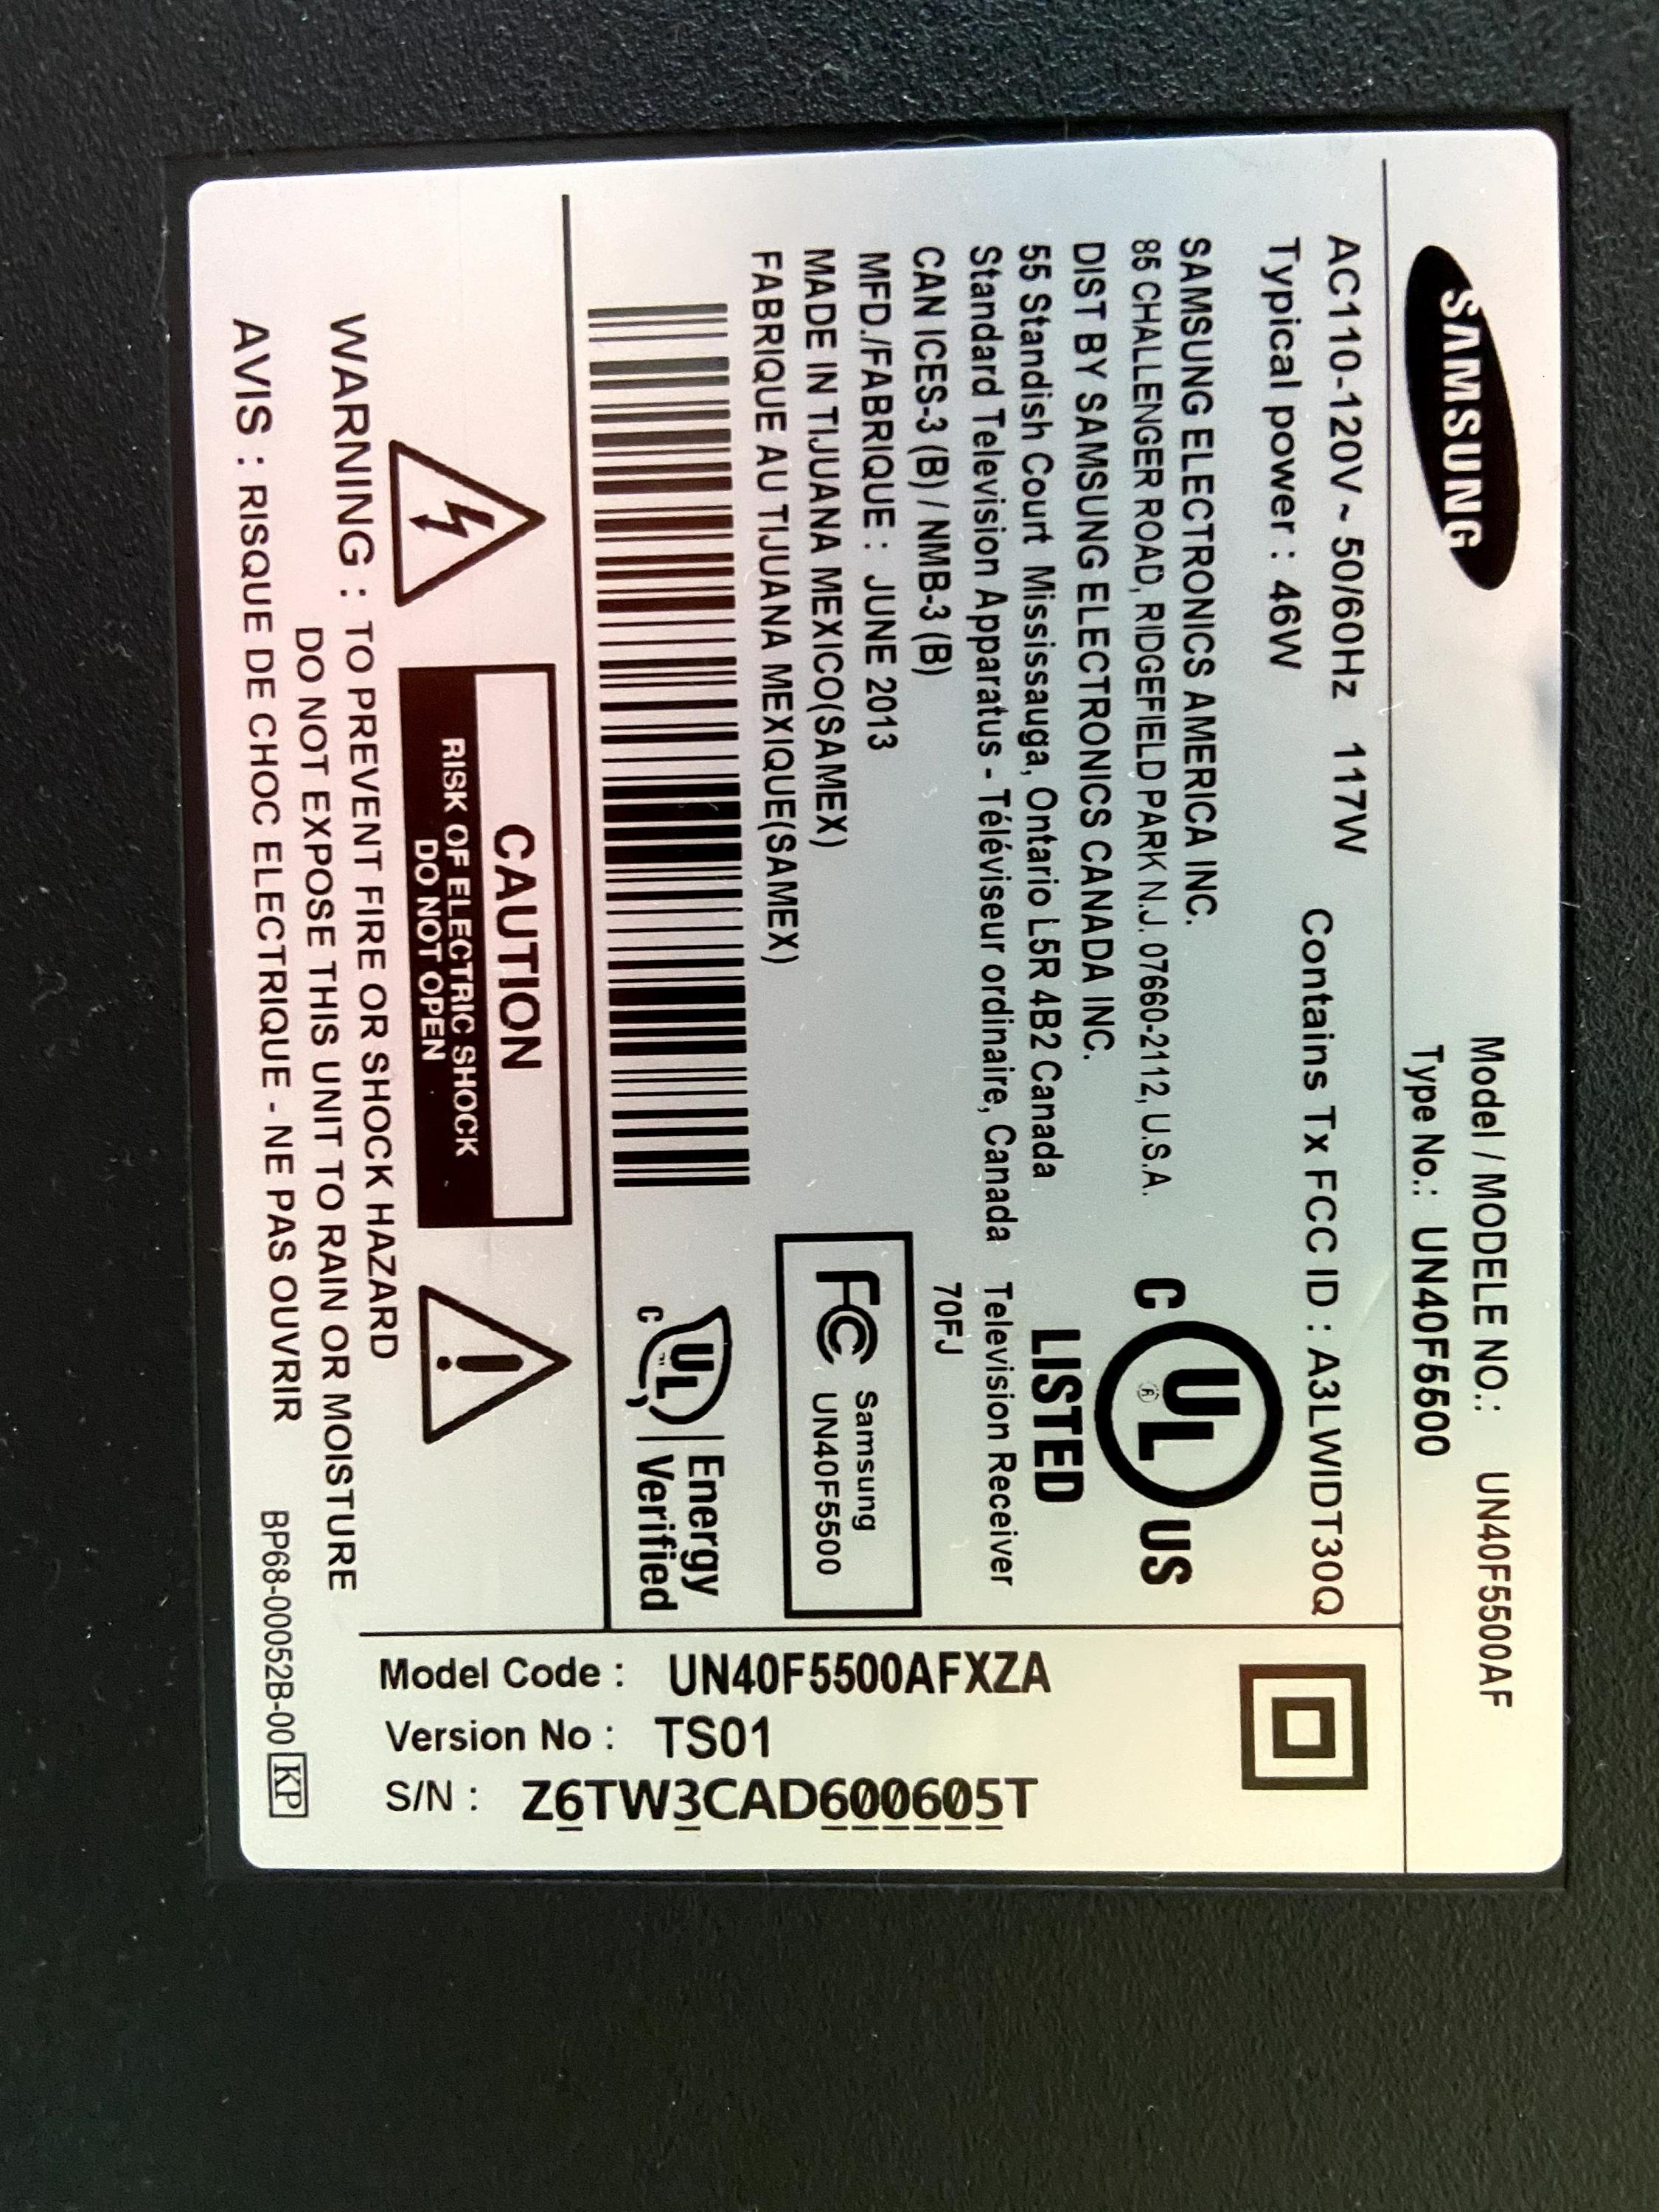 SAMSUNG
Model / MODELE NO.: UN40F5500AF
Type No.: UN40F5500
AC110-120V~ 50/60Hz 117W
Typical power : 46W
Contains Tx FCC ID : A3LWIDT30Q
SAMSUNG ELECTRONICS AMERICA INC.
85 CHALLENGER ROAD, RIDGEFIELD PARK N.J. 07660-2112, U.S.A.
DIST BY SAMSUNG ELECTRONICS CANADA INC.
55 Standish Court Mississauga, Ontario L5R 4B2 Canada
Standard Television Apparatus - Téléviseur ordinaire, Canada
CAN ICES-3 (B) / NMB-3 (B)
MFD./FABRIQUE : JUNE 2013
MADE IN TIJUANA MEXICO(SAMEX)
FABRIQUE AU TIJUANA MEXIQUE(SAMEX)
C UL ® US
LISTED
Television Receiver
70FJ
FC Samsung
UN40F5500
C UL ™ Energy
Verified
CAUTION
RISK OF ELECTRIC SHOCK
DO NOT OPEN
WARNING : TO PREVENT FIRE OR SHOCK HAZARD
DO NOT EXPOSE THIS UNIT TO RAIN OR MOISTURE
AVIS : RISQUE DE CHOC ELECTRIQUE - NE PAS OUVRIR
BP68-00052B-00 KP
Model Code : UN40F5500AFXZA
Version No : TS01
S/N : Z6TW3CAD600605T